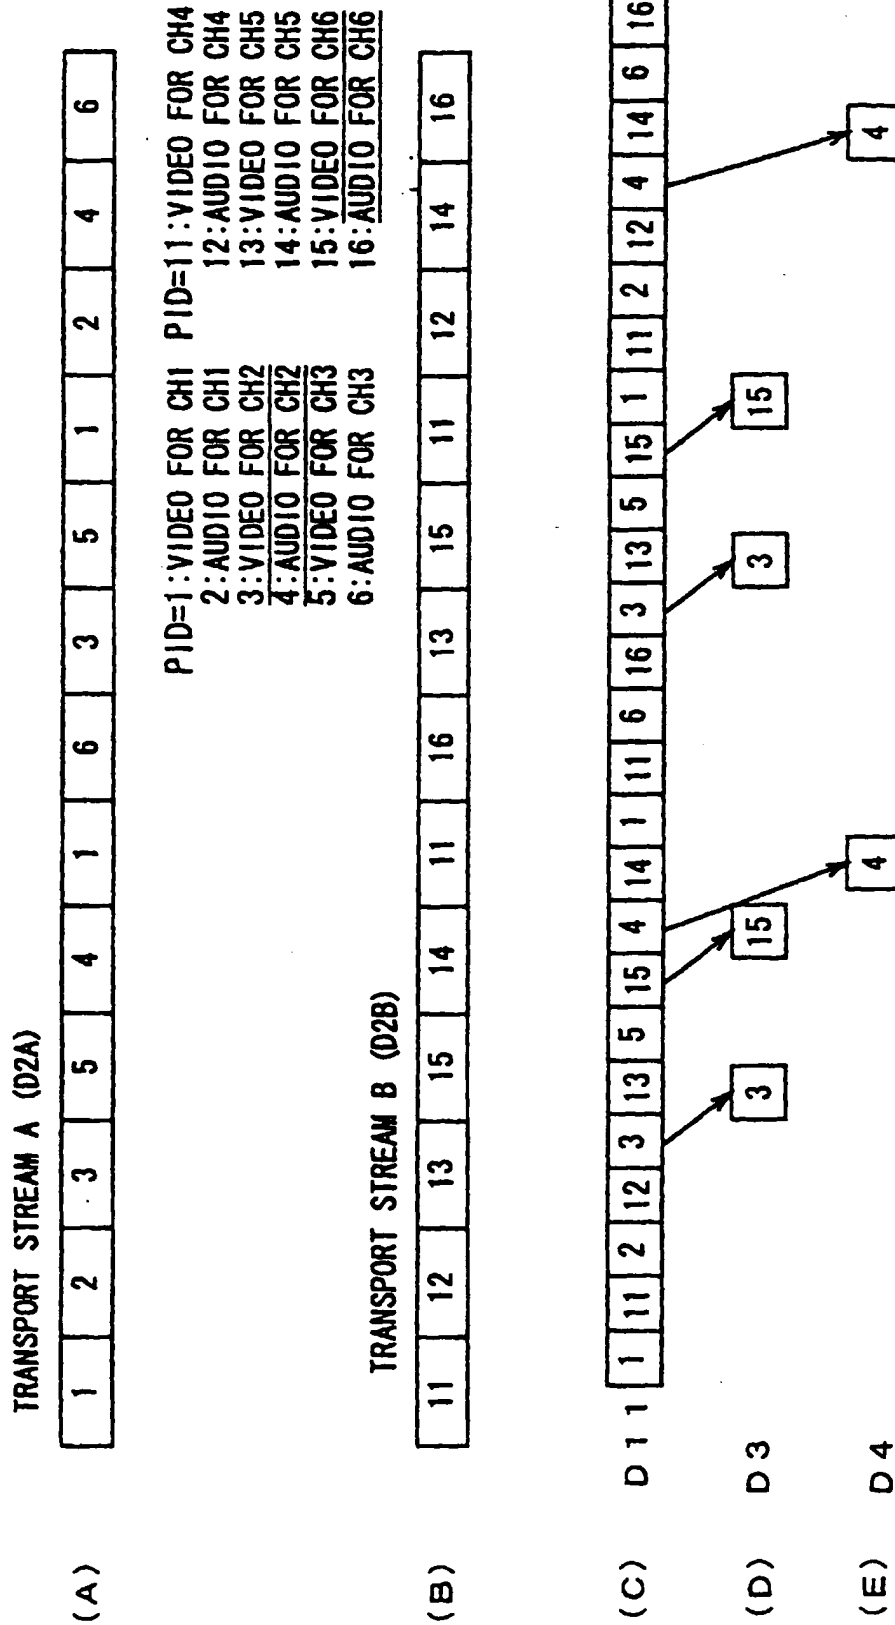 TRANSPORT STREAM A (D2A)
(A) 1 2 3 5 4 1 6 3 5 1 2 4 6
PID=1:VIDEO FOR CH1 PID=11:VIDEO FOR CH4
2:AUDIO FOR CH1 12:AUDIO FOR CH4
3:VIDEO FOR CH2 13:VIDEO FOR CH5
4:AUDIO FOR CH2 14:AUDIO FOR CH5
5:VIDEO FOR CH3 15:VIDEO FOR CH6
6:AUDIO FOR CH3 16:AUDIO FOR CH6
TRANSPORT STREAM B (D2B)
(B) 11 12 13 15 14 11 16 13 15 11 12 14 16
(C) D11 1 11 2 12 3 13 5 15 4 14 1 11 6 16 3 13 5 15 1 11 2 12 4 14 6 16
(D) D3 3 15 3 15
(E) D4 4 4